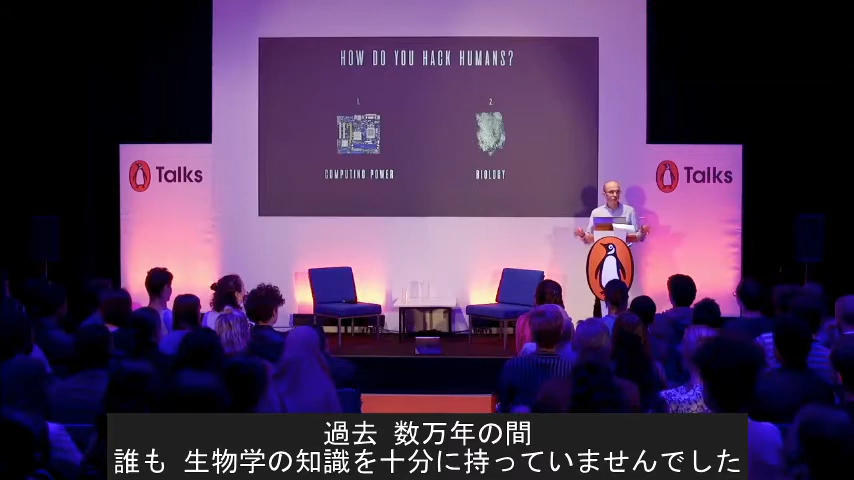 HOW DO YOU HACK HUMANS?
1.
2.
COMPUTING POWER
BIOLOGY
Talks
Talks
過去 数万年の間
誰も 生物学の知識を十分に持っていませんでした